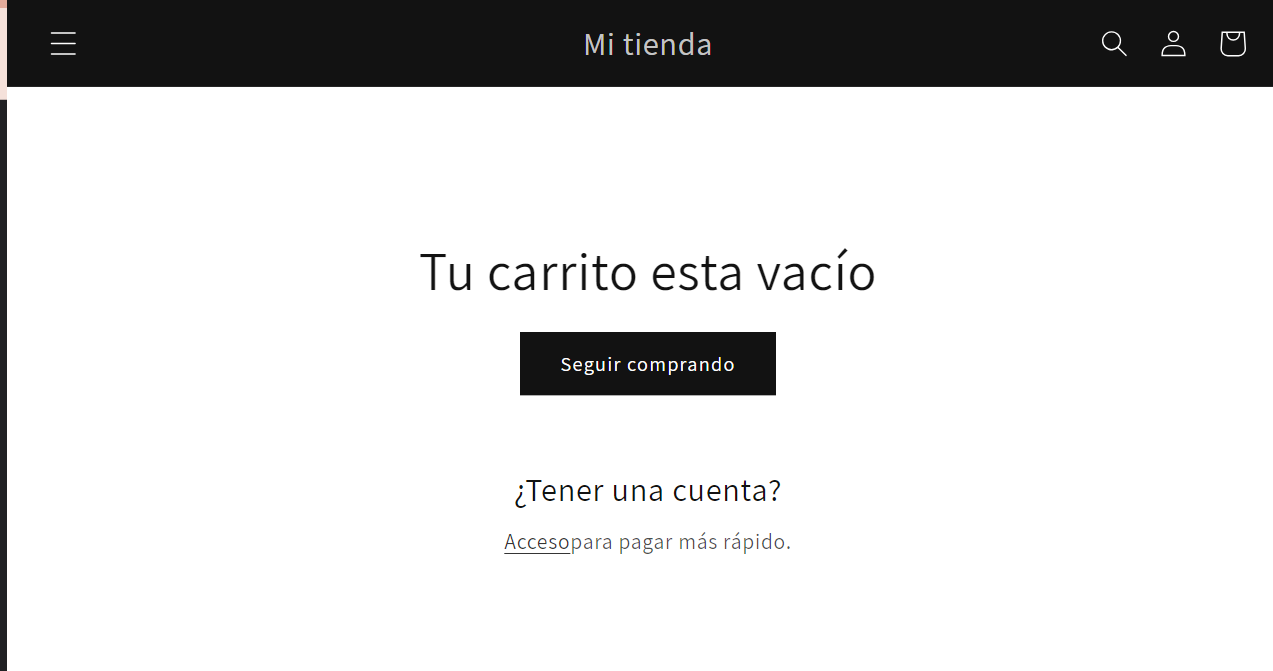 Mi tienda
Tu carrito esta vacío
Seguir comprando
¿Tener una cuenta?
Accesopara pagar más rápido.